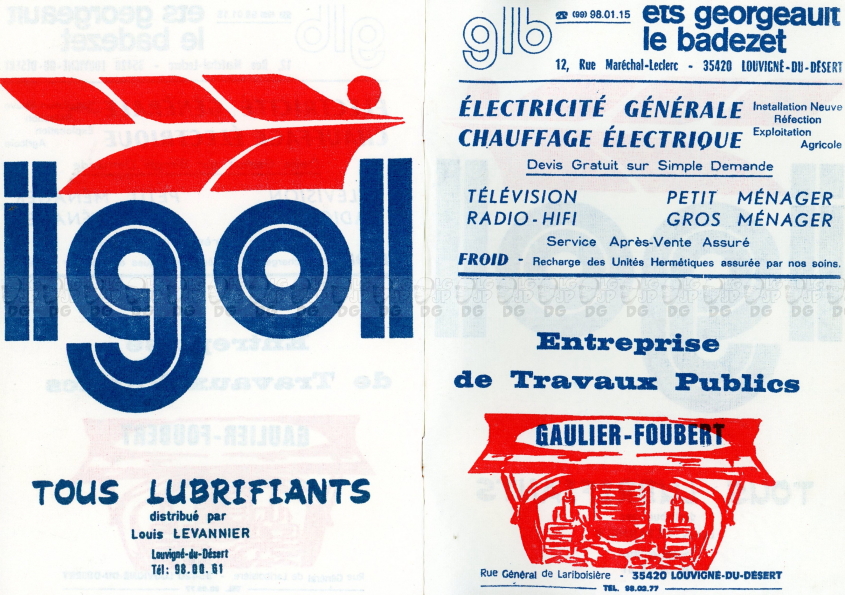 igol
TOUS LUBRIFIANTS
distribué par
Louis LEVANNIER
Louvigné-du-Désert
Tél: 98.00.61
glb
☎ (99) 98.01.15
ets georgeault
le badezet
12, Rue Maréchal-Leclerc - 35420 LOUVIGNÉ-DU-DÉSERT
ÉLECTRICITÉ GÉNÉRALE
CHAUFFAGE ÉLECTRIQUE
Installation Neuve
Réfection
Exploitation
Agricole
Devis Gratuit sur Simple Demande
TÉLÉVISION PETIT MÉNAGER
RADIO-HIFI GROS MÉNAGER
Service Après-Vente Assuré
FROID - Recharge des Unités Hermétiques assurée par nos soins.
Entreprise
de Travaux Publics
GAULIER-FOUBERT
Rue Général de Lariboisière - 35420 LOUVIGNE-DU-DESERT
TEL. 98.02.77